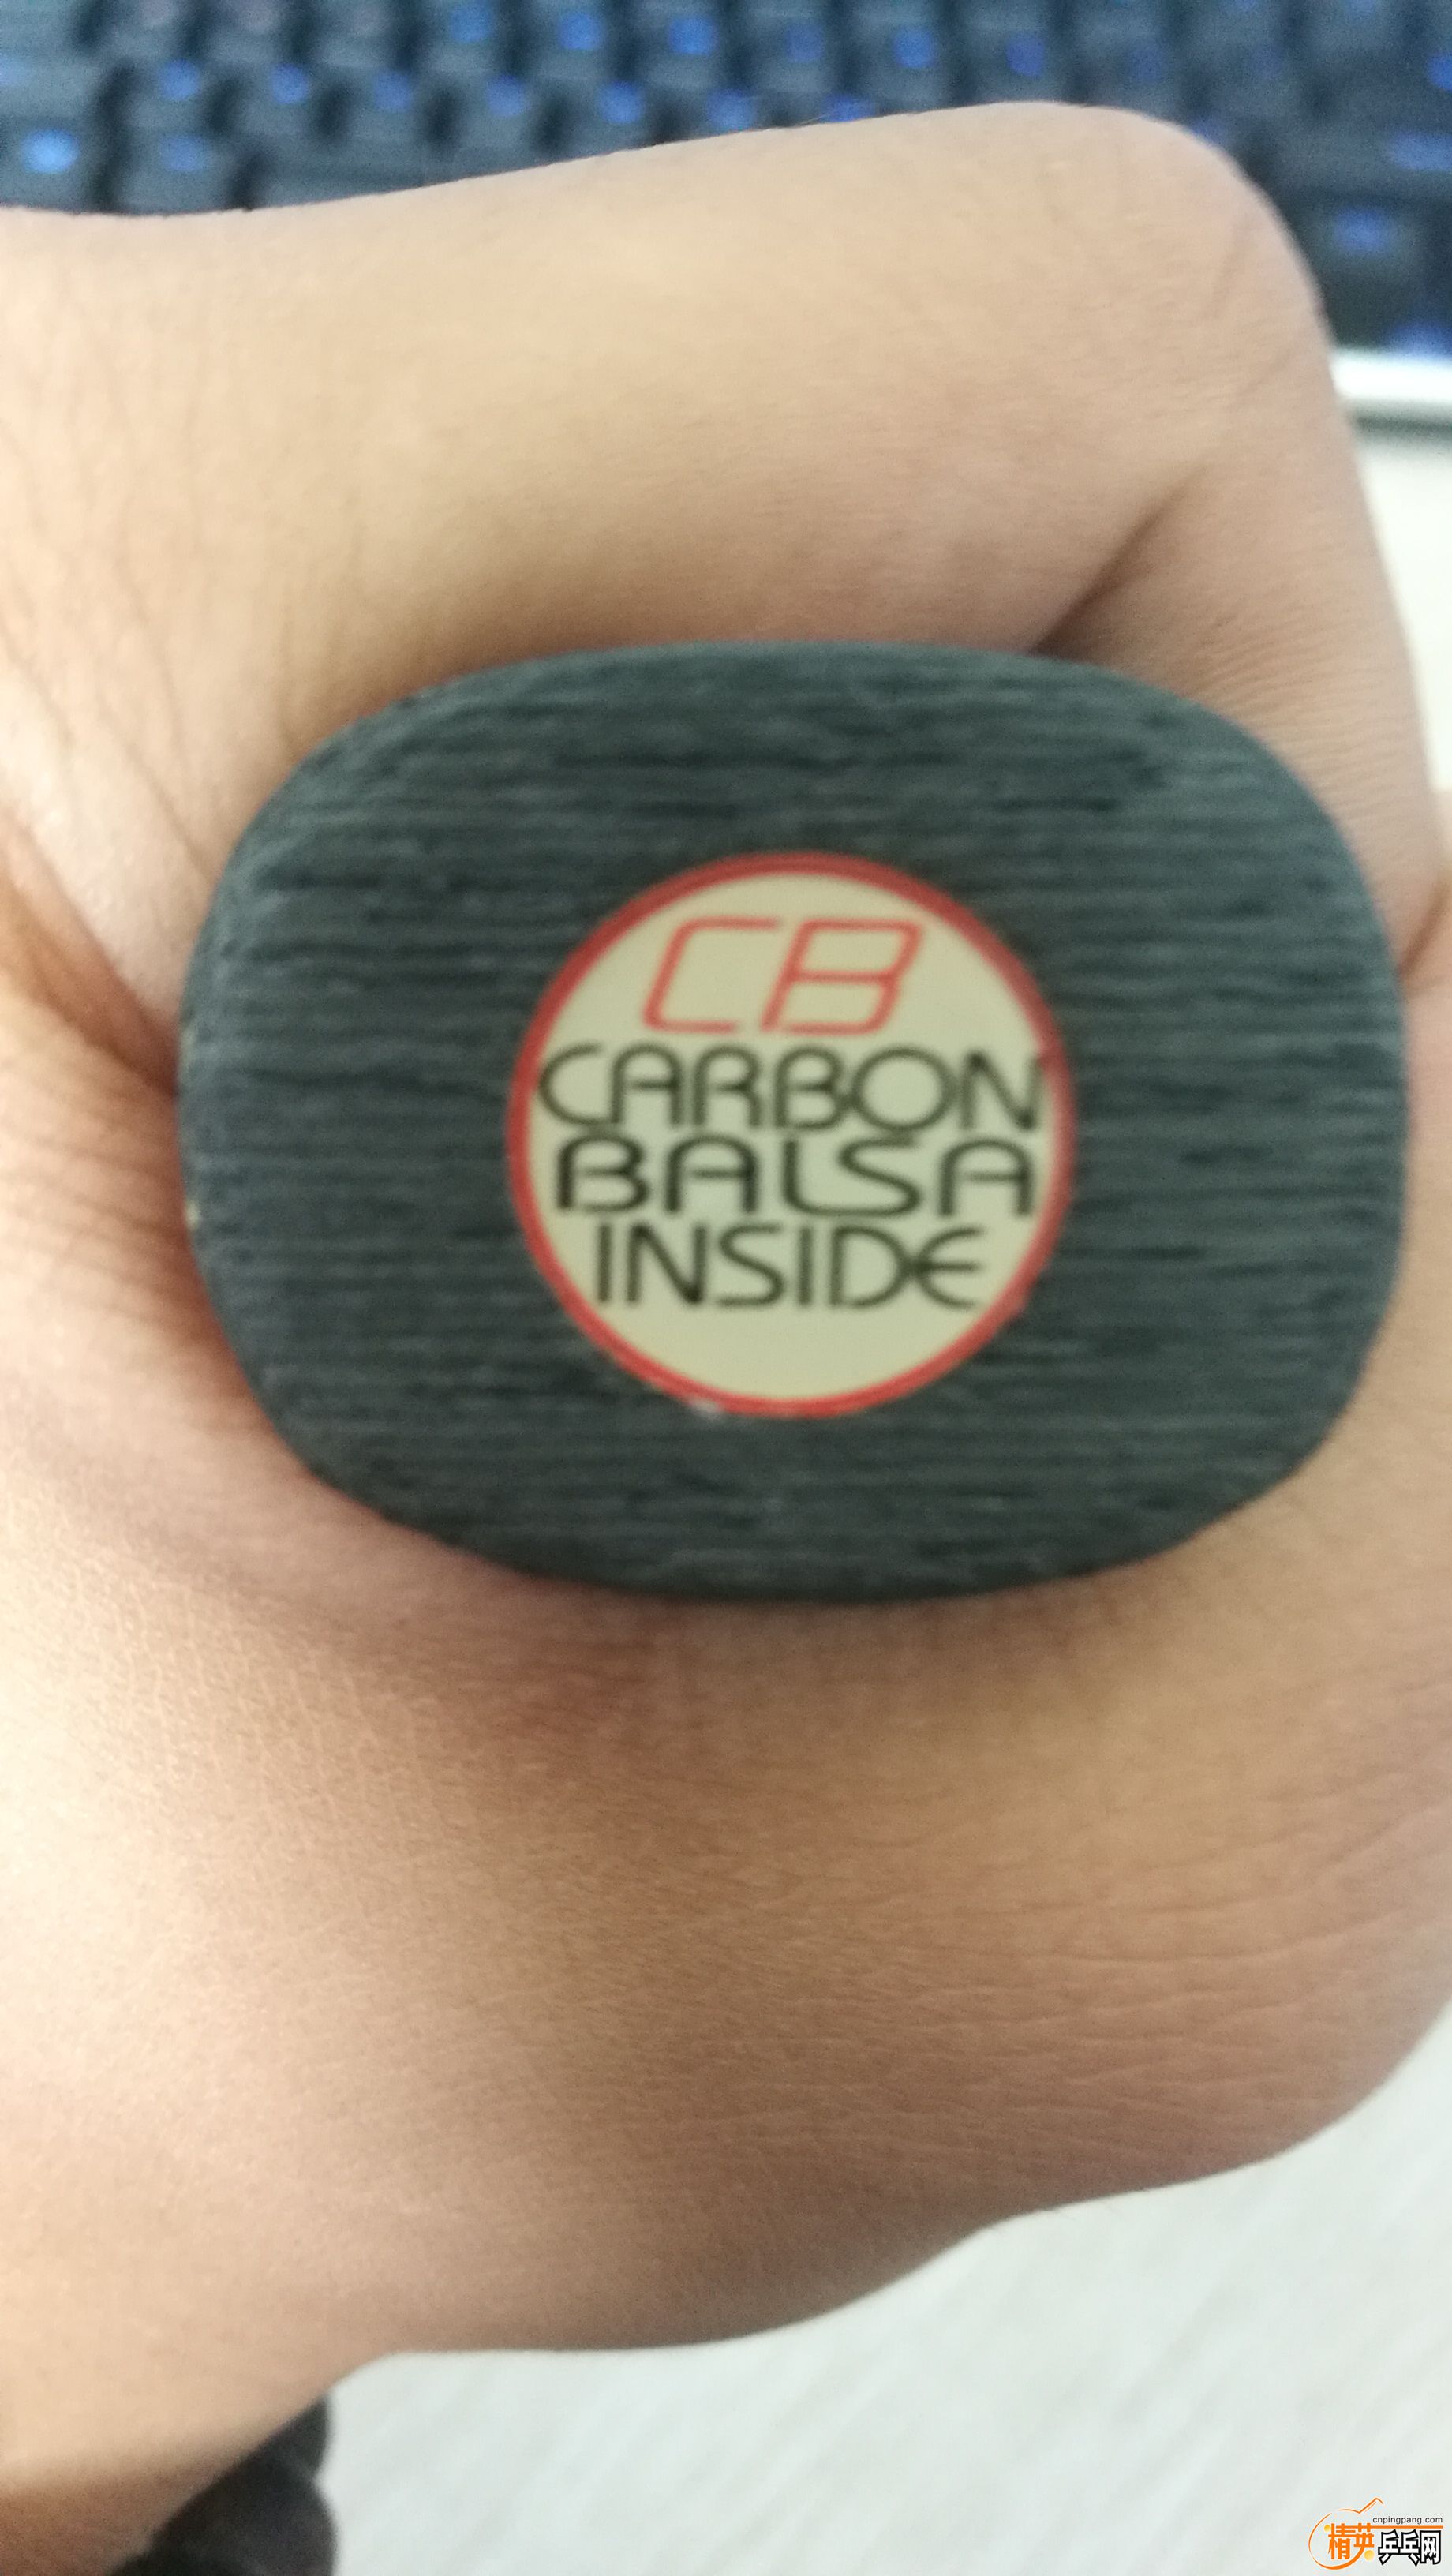 CB
CARBON
BALSA
INSIDE
cnpingpang.com
精英乒乓网